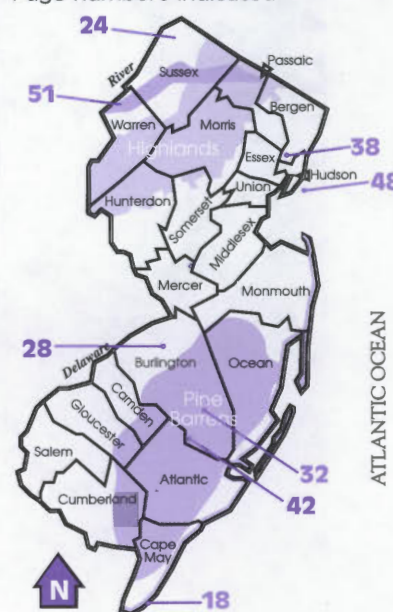 Page numbers indicated
24
River
Sussex
Passaic
51
Bergen
Warren
Morris
Highlands
Essex
38
Hudson
48
Union
Hunterdon
Somerset
Middlesex
Mercer
Monmouth
28
Delaware
Burlington
Ocean
ATLANTIC OCEAN
Camden
Pine
Barrens
Gloucester
Salem
32
42
Atlantic
Cumberland
Cape
May
N
18